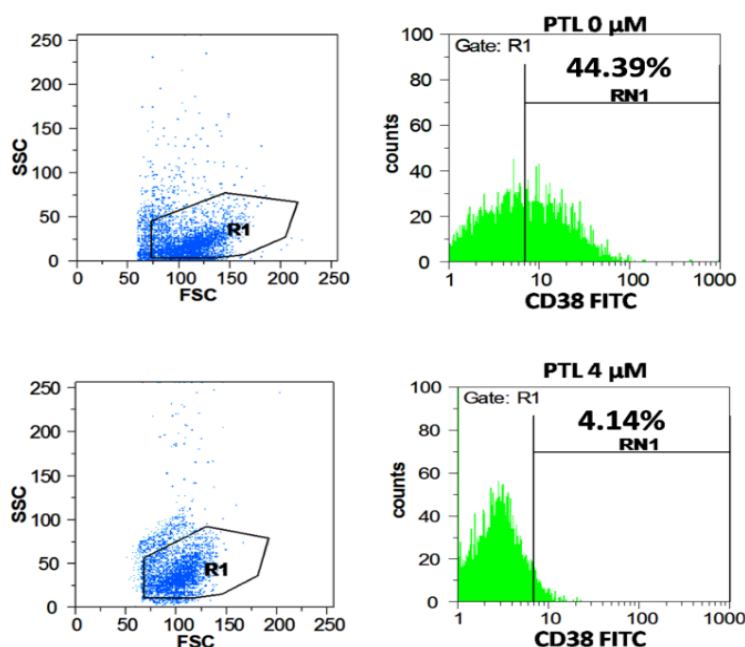 PTL 0 µM
250
200
150
100
50
0
SSC
R1
0 50 100 150 200 250
FSC
100
80
60
40
20
0
counts
Gate: R1
44.39%
RN1
1 10 100 1000
CD38 FITC
PTL 4 µM
250
200
150
100
50
0
SSC
R1
0 50 100 150 200 250
FSC
100
80
60
40
20
0
counts
Gate: R1
4.14%
RN1
1 10 100 1000
CD38 FITC